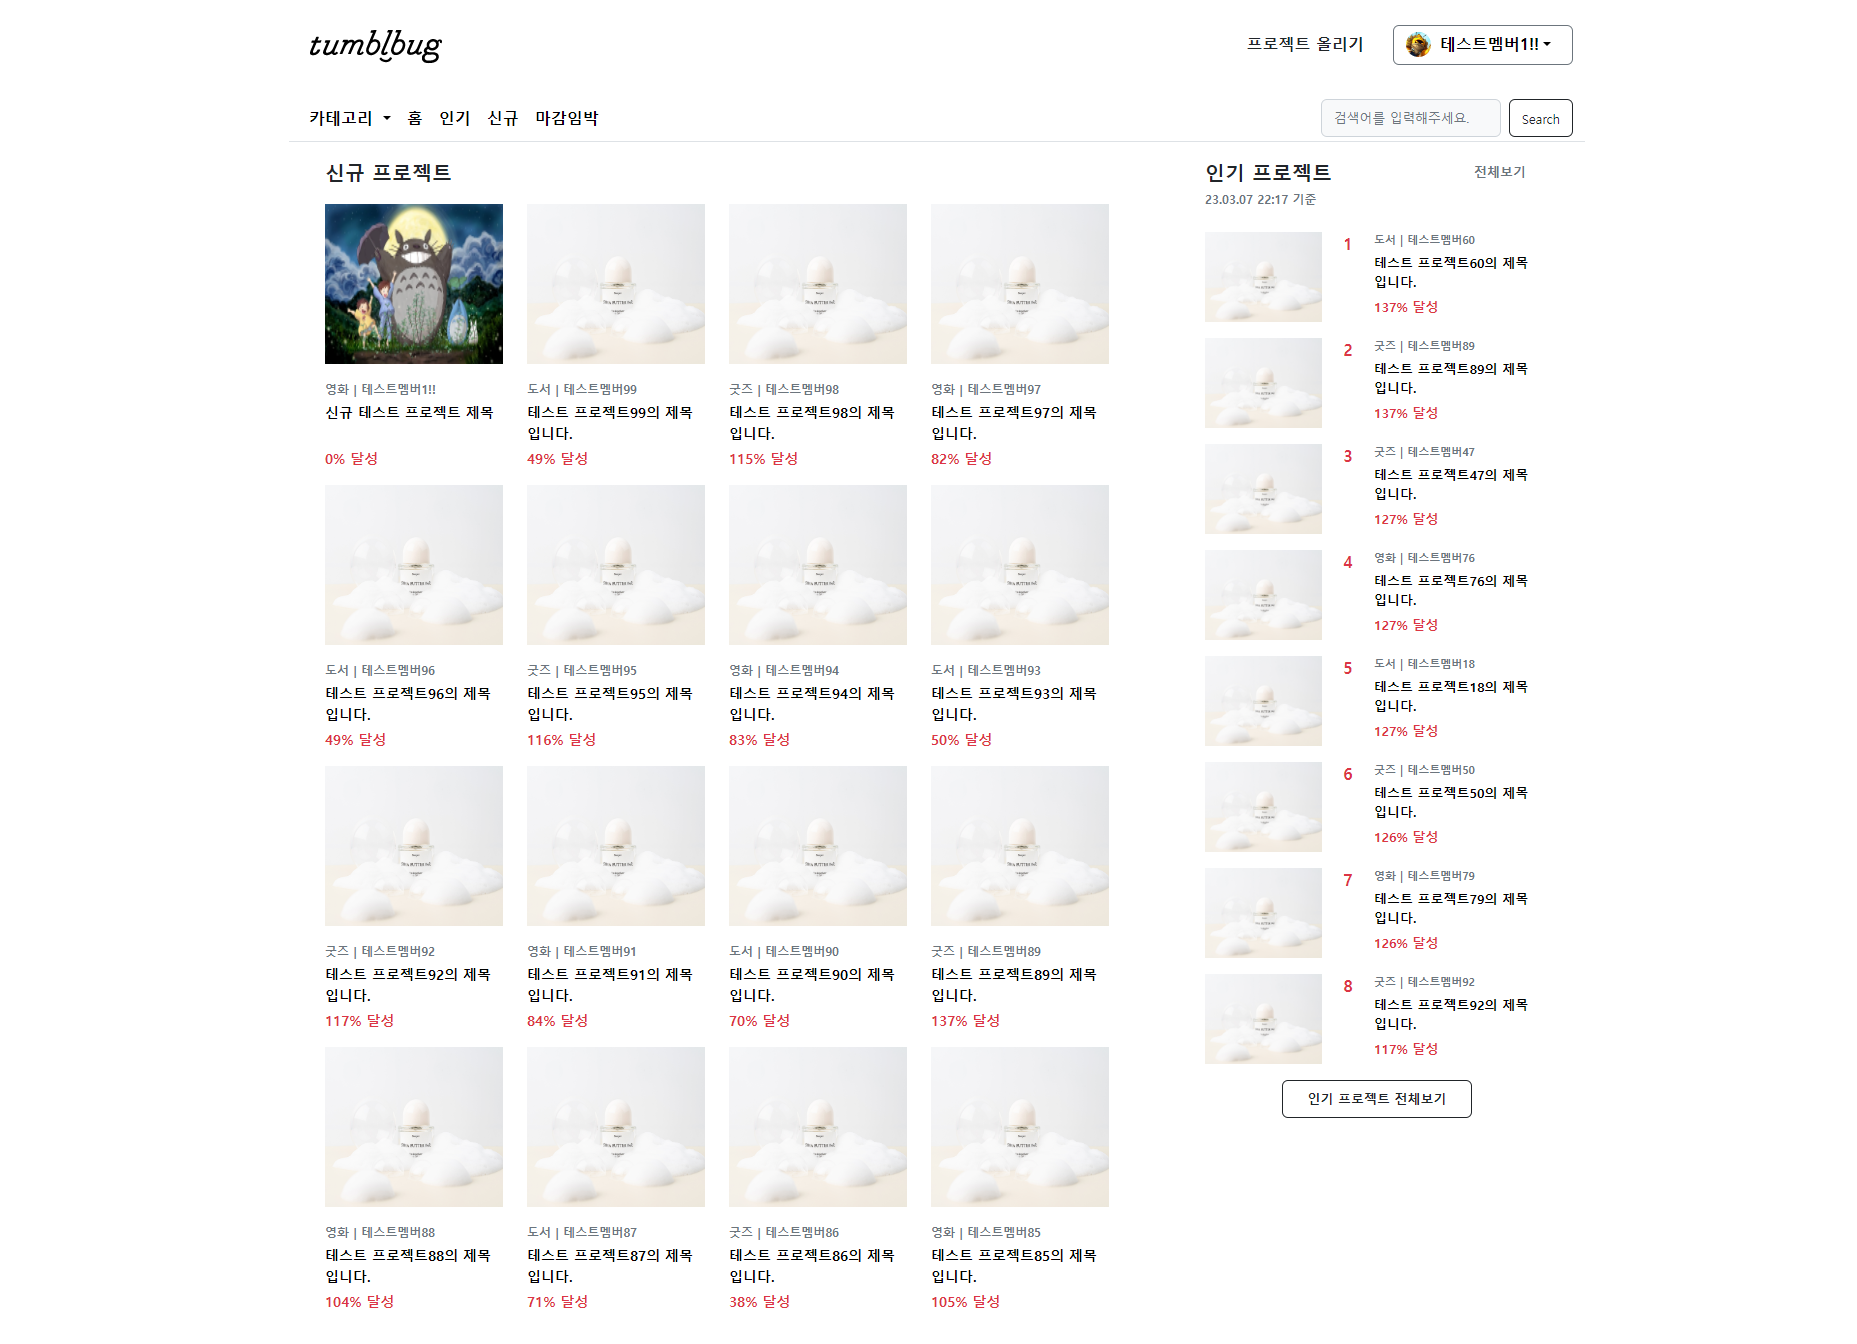 tumblbug
프로젝트 올리기
테스트멤버1!!
카테고리 홈 인기 신규 마감임박
검색어를 입력해주세요.
Search
신규 프로젝트
영화 | 테스트멤버1!!
신규 테스트 프로젝트 제목
0% 달성
도서 | 테스트멤버99
테스트 프로젝트99의 제목
입니다.
49% 달성
굿즈 | 테스트멤버98
테스트 프로젝트98의 제목
입니다.
115% 달성
영화 | 테스트멤버97
테스트 프로젝트97의 제목
입니다.
82% 달성
도서 | 테스트멤버96
테스트 프로젝트96의 제목
입니다.
49% 달성
굿즈 | 테스트멤버95
테스트 프로젝트95의 제목
입니다.
116% 달성
영화 | 테스트멤버94
테스트 프로젝트94의 제목
입니다.
83% 달성
도서 | 테스트멤버93
테스트 프로젝트93의 제목
입니다.
50% 달성
굿즈 | 테스트멤버92
테스트 프로젝트92의 제목
입니다.
117% 달성
영화 | 테스트멤버91
테스트 프로젝트91의 제목
입니다.
84% 달성
도서 | 테스트멤버90
테스트 프로젝트90의 제목
입니다.
70% 달성
굿즈 | 테스트멤버89
테스트 프로젝트89의 제목
입니다.
137% 달성
영화 | 테스트멤버88
테스트 프로젝트88의 제목
입니다.
104% 달성
도서 | 테스트멤버87
테스트 프로젝트87의 제목
입니다.
71% 달성
굿즈 | 테스트멤버86
테스트 프로젝트86의 제목
입니다.
38% 달성
영화 | 테스트멤버85
테스트 프로젝트85의 제목
입니다.
105% 달성
인기 프로젝트
전체보기
23.03.07 22:17 기준
1
도서 | 테스트멤버60
테스트 프로젝트60의 제목
입니다.
137% 달성
2
굿즈 | 테스트멤버89
테스트 프로젝트89의 제목
입니다.
137% 달성
3
굿즈 | 테스트멤버47
테스트 프로젝트47의 제목
입니다.
127% 달성
4
영화 | 테스트멤버76
테스트 프로젝트76의 제목
입니다.
127% 달성
5
도서 | 테스트멤버18
테스트 프로젝트18의 제목
입니다.
127% 달성
6
굿즈 | 테스트멤버50
테스트 프로젝트50의 제목
입니다.
126% 달성
7
영화 | 테스트멤버79
테스트 프로젝트79의 제목
입니다.
126% 달성
8
굿즈 | 테스트멤버92
테스트 프로젝트92의 제목
입니다.
117% 달성
인기 프로젝트 전체보기